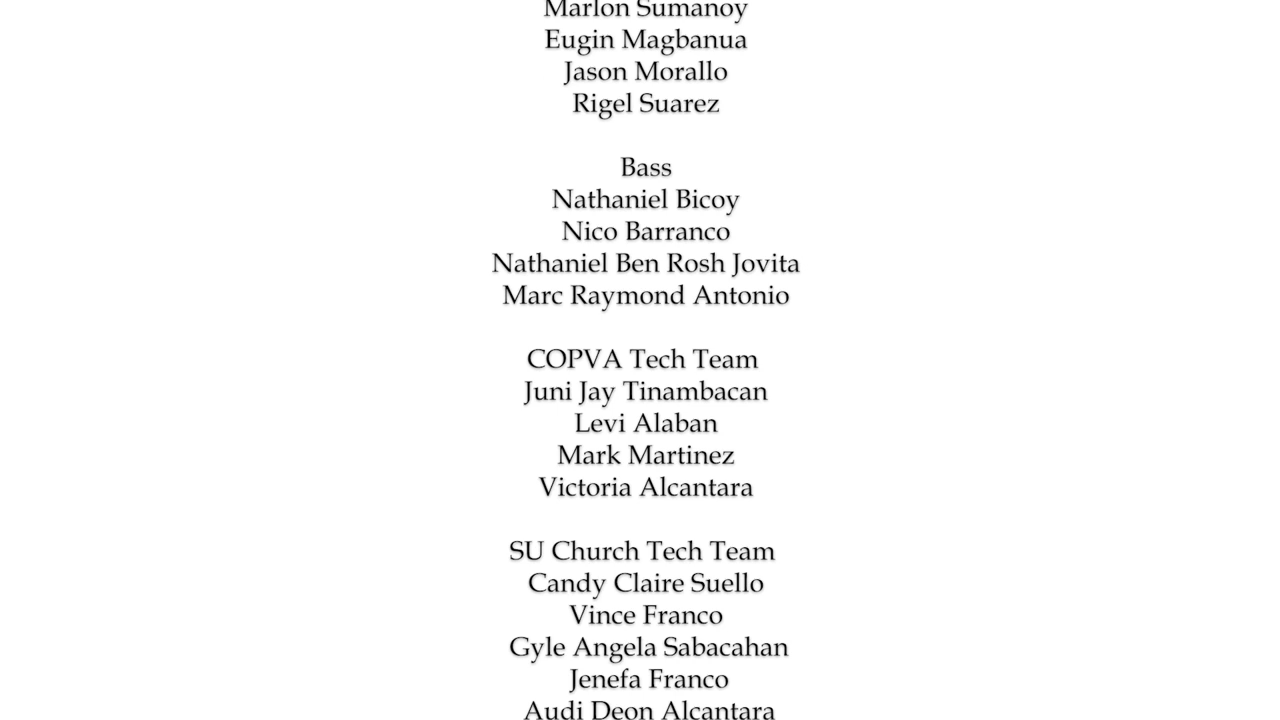 Marlon Sumanoy
Eugin Magbanua
Jason Morallo
Rigel Suarez
Bass
Nathaniel Bicoy
Nico Barranco
Nathaniel Ben Rosh Jovita
Marc Raymond Antonio
COPVA Tech Team
Juni Jay Tinambacan
Levi Alaban
Mark Martinez
Victoria Alcantara
SU Church Tech Team
Candy Claire Suello
Vince Franco
Gyle Angela Sabacahan
Jenefa Franco
Audi Deon Alcantara